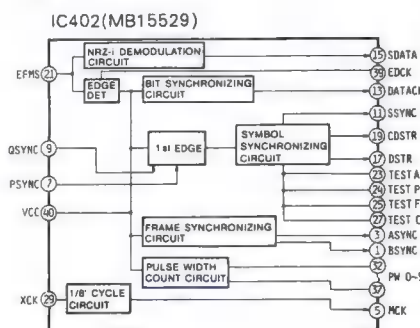 IC402(MB15529)
NRZ-i DEMODULATION
CIRCUIT
15 SDATA
EFMS 21
39 EDCK
EDGE
DET
BIT SYNCHRONIZING
CIRCUIT
13 DATACK
11 SSYNC
QSYNC 9
1st EDGE
SYMBOL
SYNCHRONIZING
CIRCUIT
19 CDSTR
17 DSTR
PSYNC 7
23 TEST A
24 TEST P
25 TEST F
27 TEST
VCC 40
FRAME SYNCHRONIZING
CIRCUIT
3 ASYNC
1 BSYNC
PULSE WIDTH
COUNT CIRCUIT
32
PW 0~
37
XCK 29
1/8' CYCLE
CIRCUIT
5 MCK